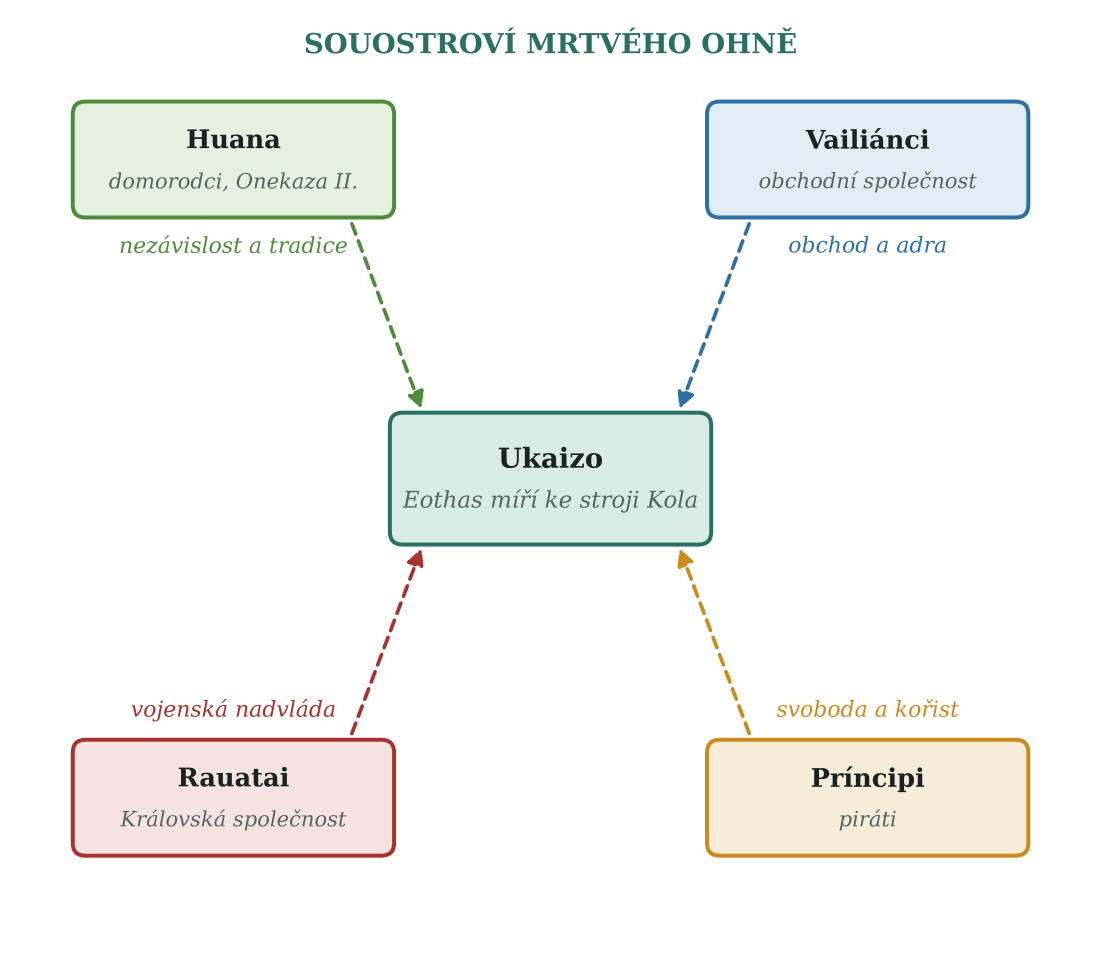 SOUOSTROVÍ MRTVÉHO OHNĚ
Huana
domorodci, Onekaza II.
nezávislost a tradice
Vailiánci
obchodní společnost
obchod a adra
Ukaizo
Eothas míří ke stroji Kola
vojenská nadvláda
Rauatai
Královská společnost
svoboda a kořist
Príncipi
piráti